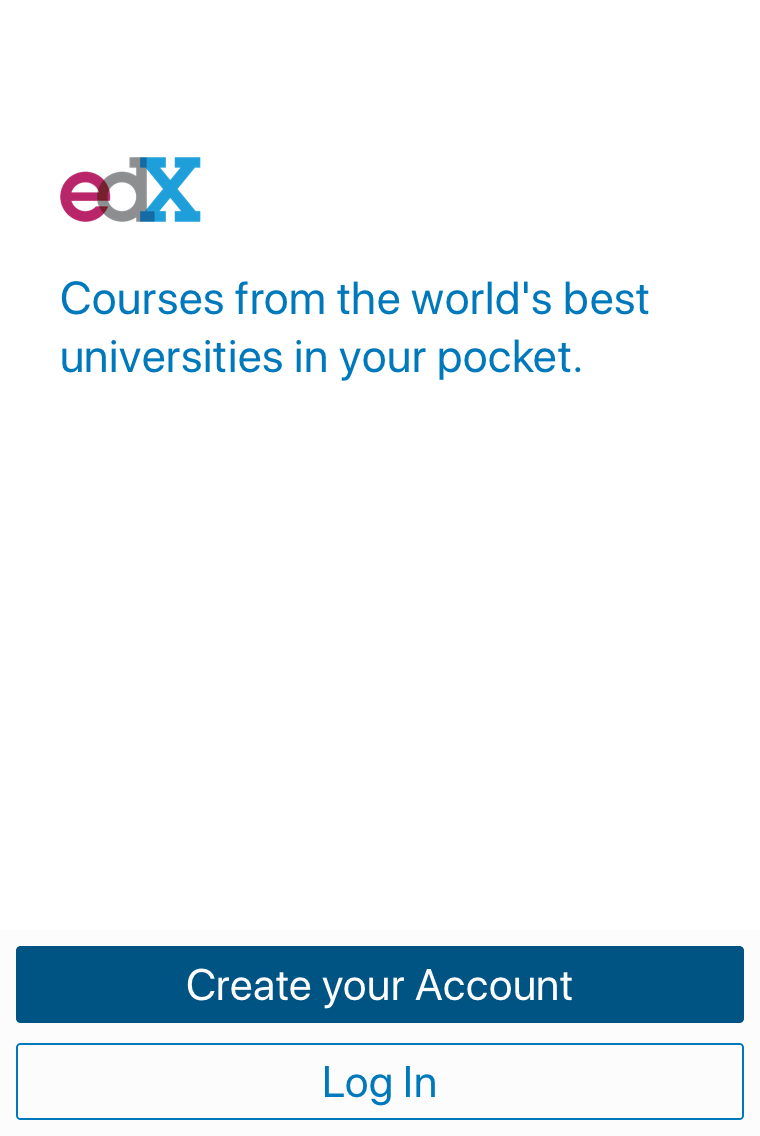 edX
Courses from the world's best
universities in your pocket.
Create your Account
Log In